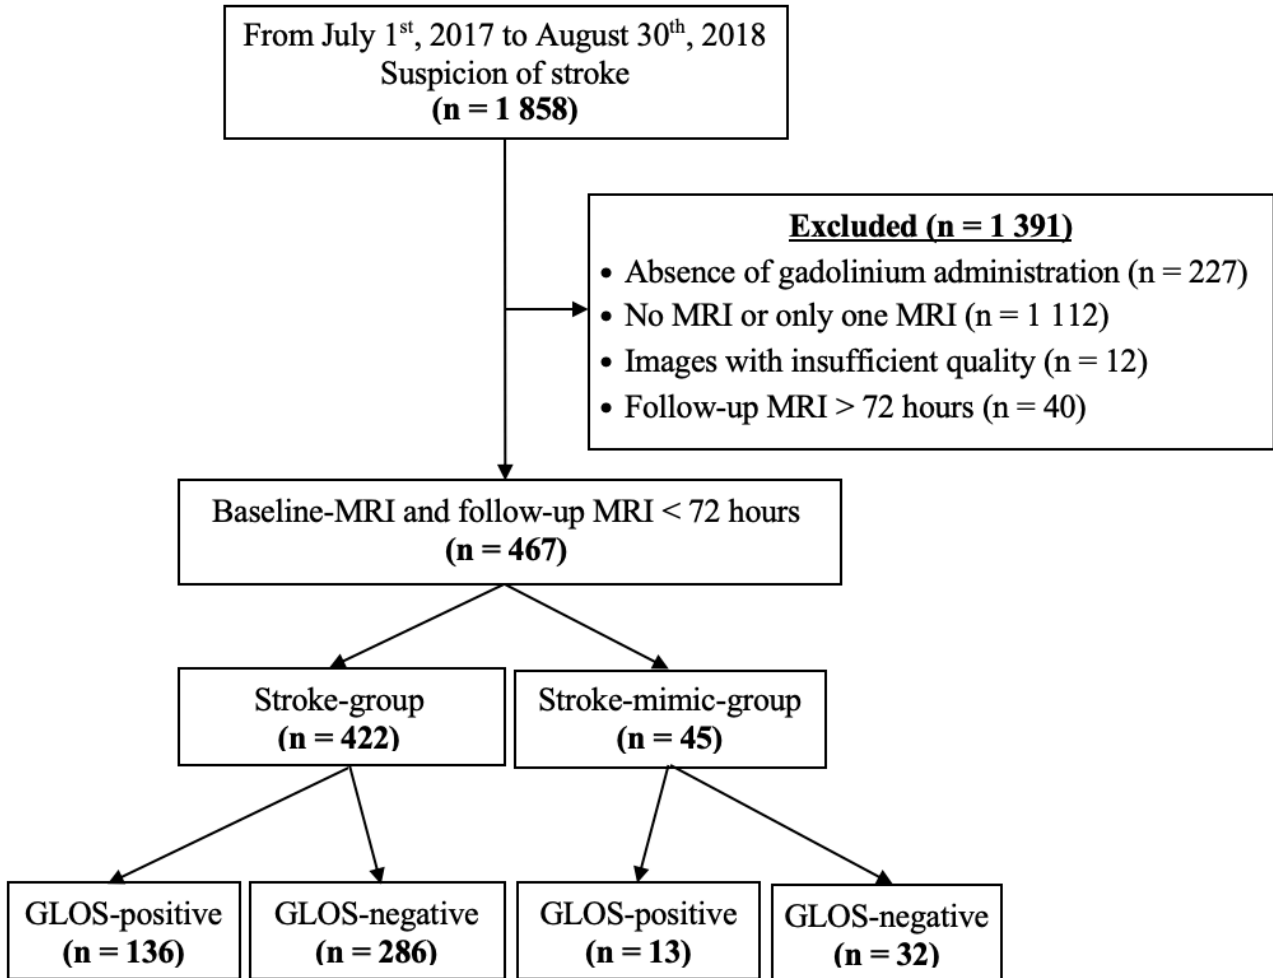 From July 1st, 2017 to August 30th, 2018
Suspicion of stroke
(n = 1 858)
Excluded (n = 1 391)
• Absence of gadolinium administration (n = 227)
• No MRI or only one MRI (n = 1 112)
• Images with insufficient quality (n = 12)
• Follow-up MRI > 72 hours (n = 40)
Baseline-MRI and follow-up MRI < 72 hours
(n = 467)
Stroke-group
(n = 422)
Stroke-mimic-group
(n = 45)
GLOS-positive
(n = 136)
GLOS-negative
(n = 286)
GLOS-positive
(n = 13)
GLOS-negative
(n = 32)